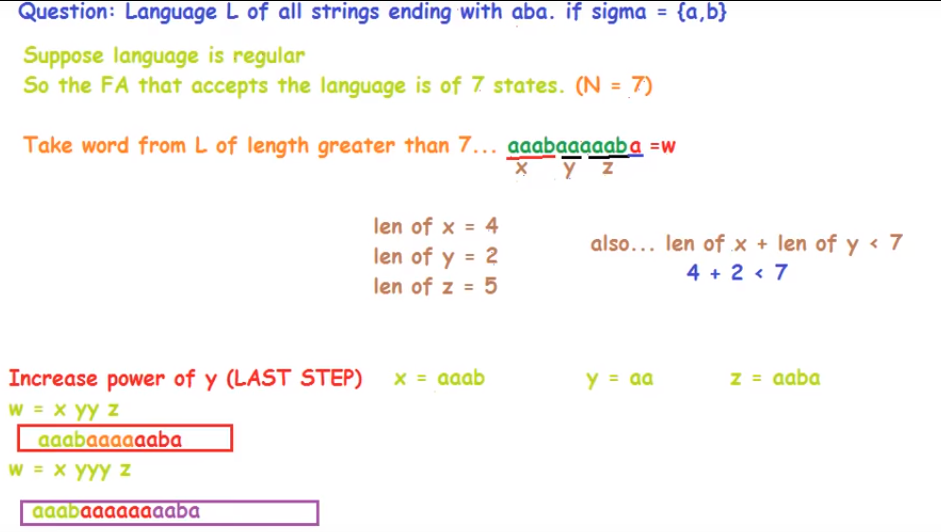 Question: Language L of all strings ending with aba. if sigma = {a,b}
Suppose language is regular
So the FA that accepts the language is of 7 states. (N = 7)
Take word from L of length greater than 7... aaabaaaaaba =w
x y z
len of x = 4
len of y = 2
len of z = 5
also... len of x + len of y < 7
4 + 2 < 7
Increase power of y (LAST STEP) x = aaab y = aa z = aaba
w = x yy z
aaabaaaaaaba
w = x yyy z
aaabaaaaaaaaba